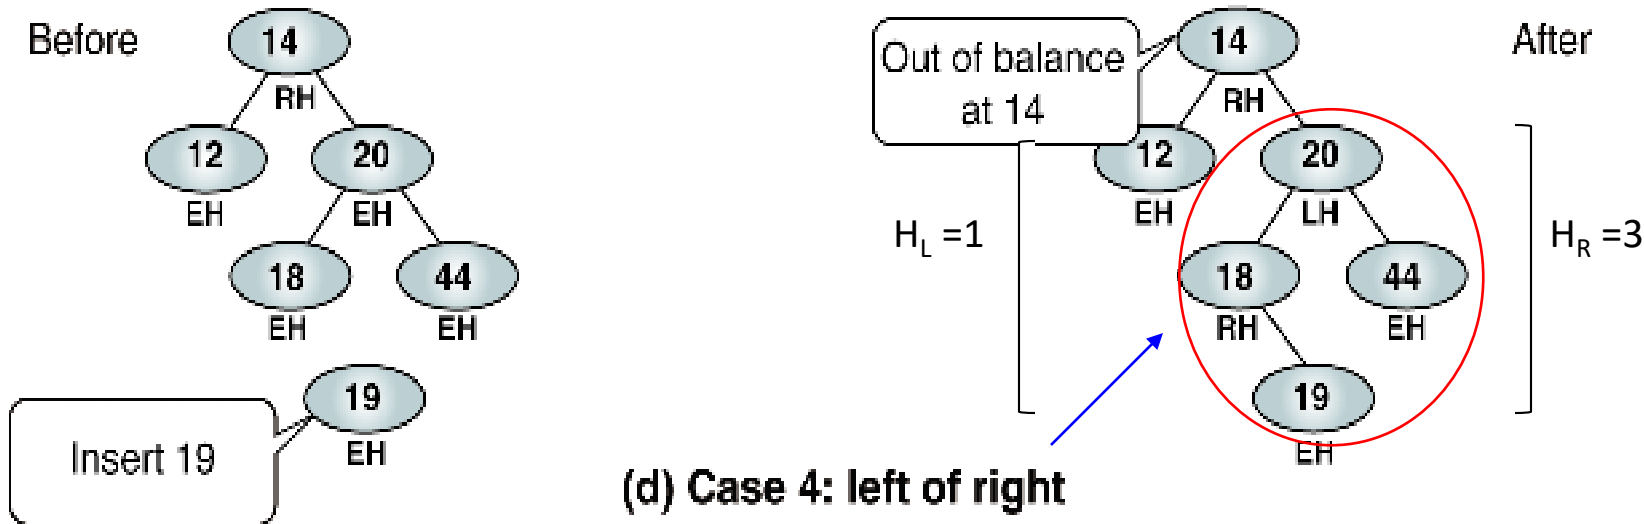 Before
14
RH
12
20
EH
EH
18
44
EH
EH
19
EH
Insert 19
Out of balance
at 14
14
After
RH
12
20
EH
LH
H_L =1
H_R =3
18
44
RH
EH
19
EH
(d) Case 4: left of right